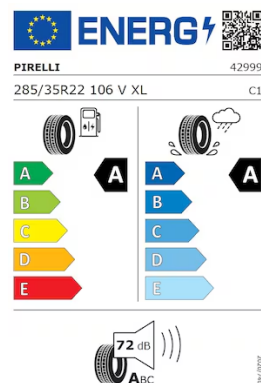 ENERG
PIRELLI 42999
285/35R22 106 V XL C1
A A A A
B B
C C
D D
E E
72 dB
ABC